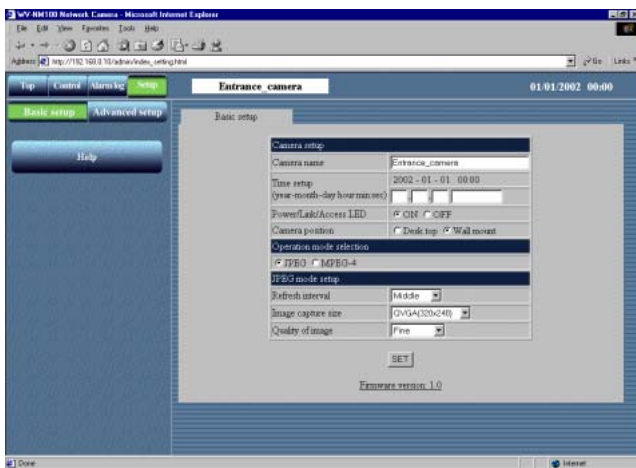 WV-NM100 Network Camera - Microsoft Internet Explorer
File Edit View Favorites Tools Help
Address http://192.168.0.10/admin/index_setting.html Go Links
Top Control Alarm log Setup Entrance_camera 01/01/2002 00:00
Basic setup Advanced setup
Help
Basic setup
Camera setup
Camera name Entrance_camera
Time setup 2002 - 01 - 01 00:00
(year-month-day hour:min:sec)
Power/Link/Access LED ON OFF
Camera position Desk top Wall mount
Operation mode selection
JPEG MPEG-4
JPEG mode setup
Refresh interval Middle
Image capture size QVGA(320x240)
Quality of image Fine
SET
Firmware version: 1.0
Done Internet